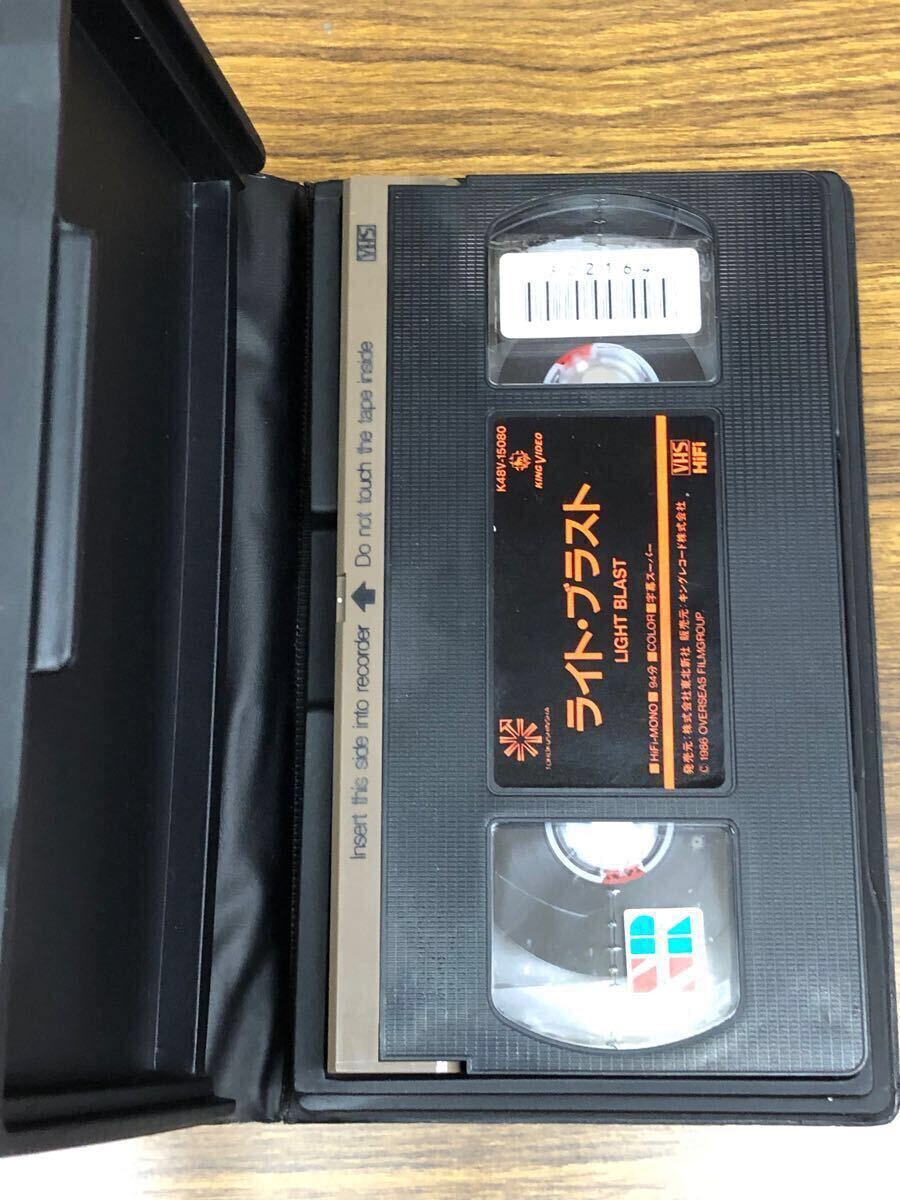 VHS
Insert this side into recorder ⬆ Do not touch the tape inside
2164
K48V-15080
KING VIDEO
TOHOKUSHINSHA
ライト・ブラスト
LIGHT BLAST
■HiFi-MONO■ 94分 ■COLOR■字幕スーパー
VHS
HiFi
発売元:株式会社東北新社 販売元:キングレコード株式会社
C. 1986 OVERSEAS FILMGROUP.